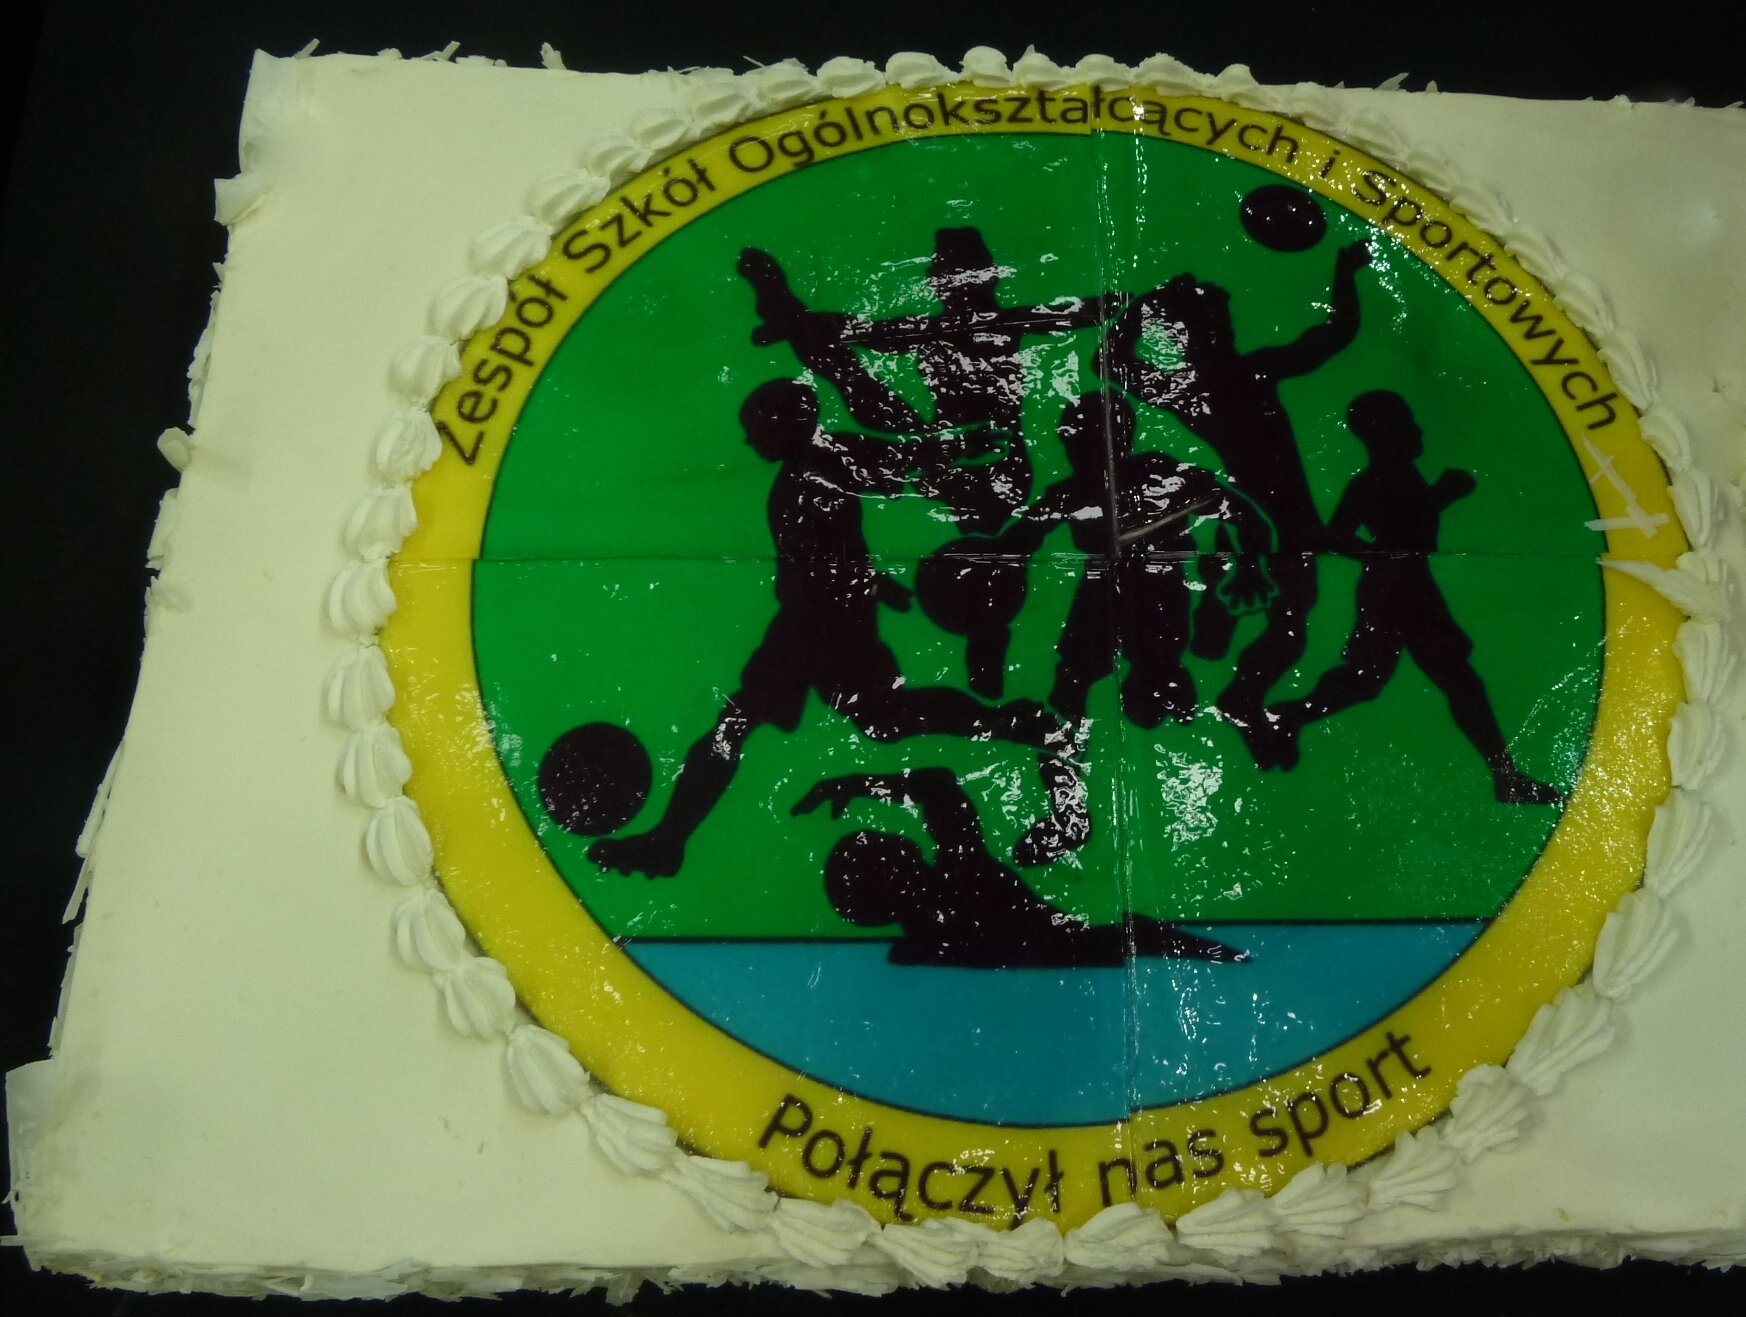 Zespół Szkół Ogólnokształcących i Sportowych
Połączył nas sport